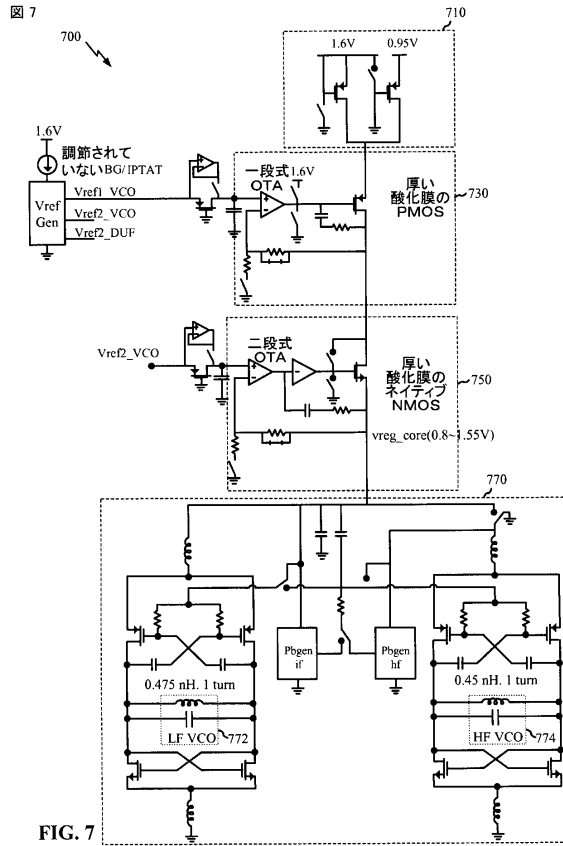 図 7
700
710
1.6V
0.95V
1.6V
調節されて
いないBG/IPTAT
Vref
Gen
Vref1_VCO
Vref2_VCO
Vref2_DUF
一段式1.6V
OTA
厚い
酸化膜の
PMOS
730
Vref2_VCO
二段式
OTA
厚い
酸化膜の
ネイティブ
NMOS
750
vreg_core(0.8~1.55V)
770
Pbgen
if
Pbgen
hf
0.475 nH. 1 turn
LF VCO
772
0.45 nH. 1 turn
HF VCO
774
FIG. 7